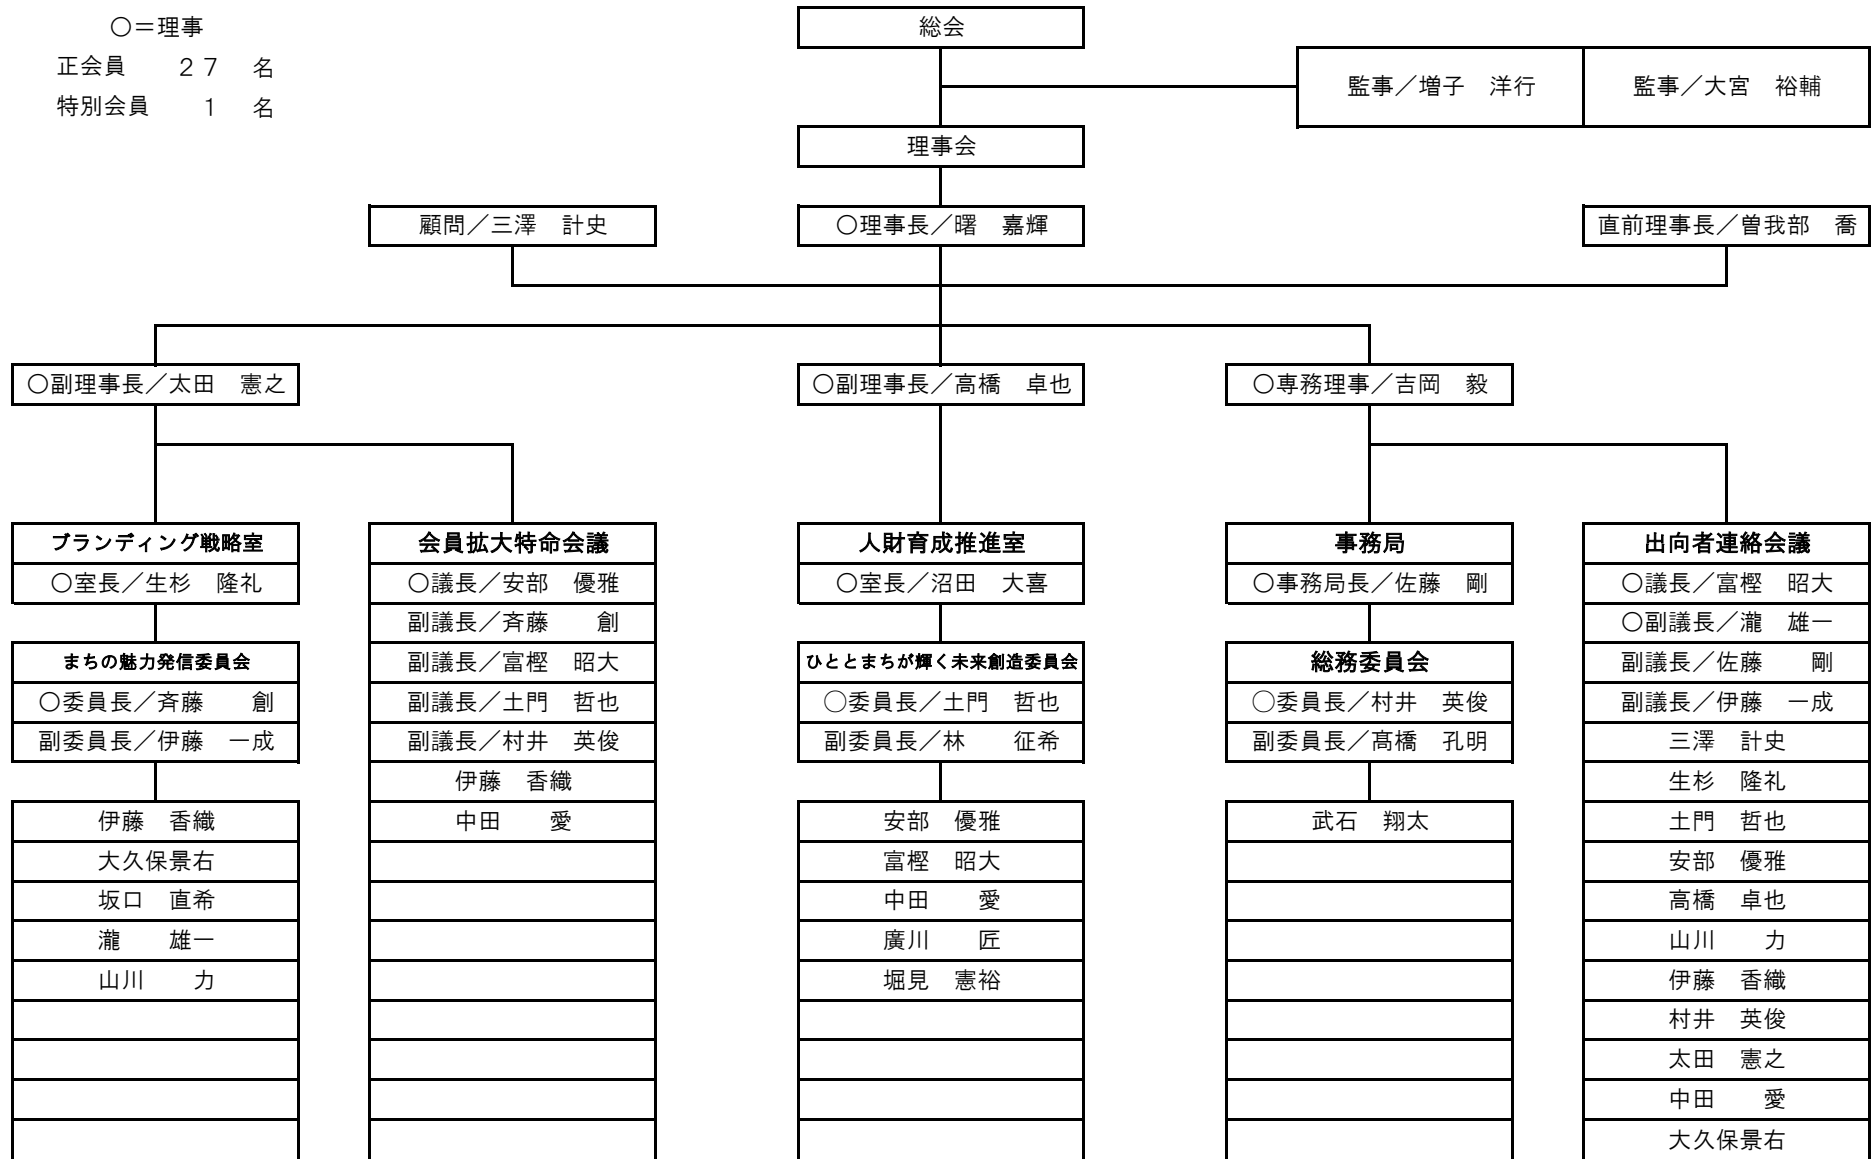 〇＝理事
正会員　２７　名
特別会員　１　名
総会
監事／増子　洋行
監事／大宮　裕輔
理事会
顧問／三澤　計史
〇理事長／曙　嘉輝
直前理事長／曽我部　喬
〇副理事長／太田　憲之
〇副理事長／高橋　卓也
〇専務理事／吉岡　毅
ブランディング戦略室
〇室長／生杉　隆礼
まちの魅力発信委員会
〇委員長／斉藤　　創
副委員長／伊藤　一成
伊藤　香織
大久保景右
坂口　直希
瀧　　雄一
山川　　力
会員拡大特命会議
〇議長／安部　優雅
副議長／斉藤　　創
副議長／富樫　昭大
副議長／土門　哲也
副議長／村井　英俊
伊藤　香織
中田　　愛
人財育成推進室
〇室長／沼田　大喜
ひととまちが輝く未来創造委員会
◯委員長／土門　哲也
副委員長／林　　征希
安部　優雅
富樫　昭大
中田　　愛
廣川　　匠
堀見　憲裕
事務局
〇事務局長／佐藤　剛
総務委員会
◯委員長／村井　英俊
副委員長／髙橋　孔明
武石　翔太
出向者連絡会議
〇議長／富樫　昭大
〇副議長／瀧　雄一
副議長／佐藤　　剛
副議長／伊藤　一成
三澤　計史
生杉　隆礼
土門　哲也
安部　優雅
高橋　卓也
山川　　力
伊藤　香織
村井　英俊
太田　憲之
中田　　愛
大久保景右